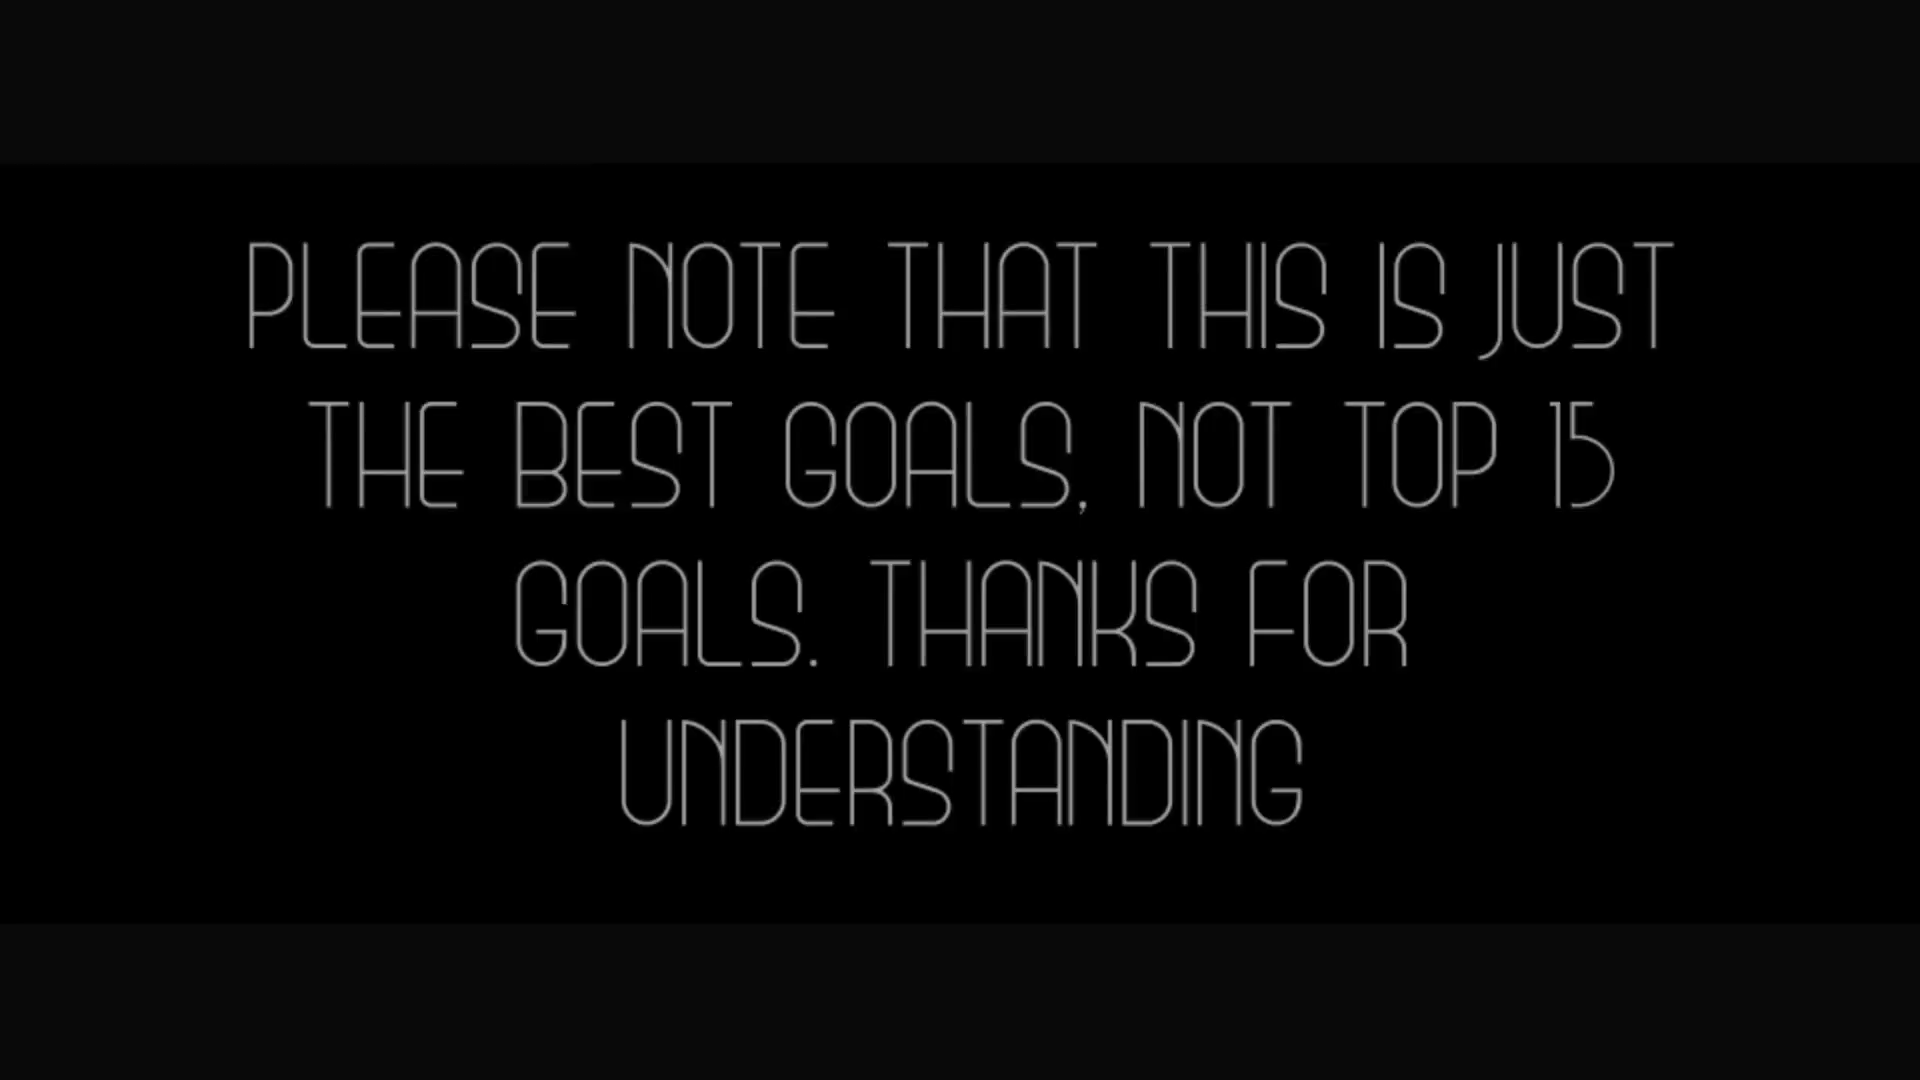 PLEASE NOTE THAT THIS IS JUST
THE BEST GOALS, NOT TOP 15
GOALS. THANKS FOR
UNDERSTANDING